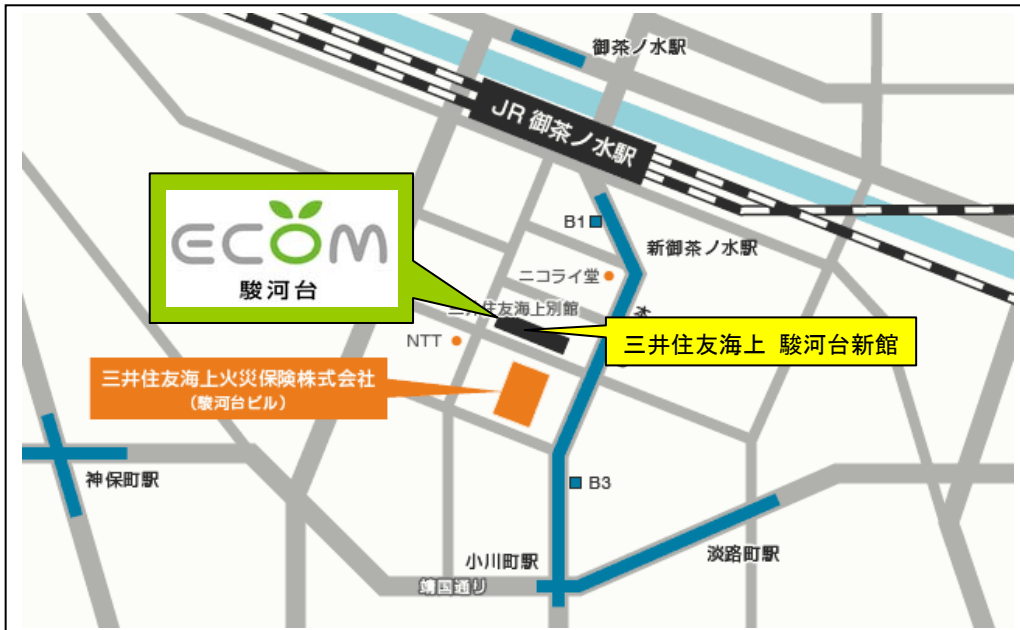 御茶ノ水駅
JR 御茶ノ水駅
B1
新御茶ノ水駅
ECOM
駿河台
ニコライ堂
三井住友海上別館
NTT
三井住友海上 駿河台新館
三井住友海上火災保険株式会社
(駿河台ビル)
神保町駅
B3
小川町駅
淡路町駅
靖国通り